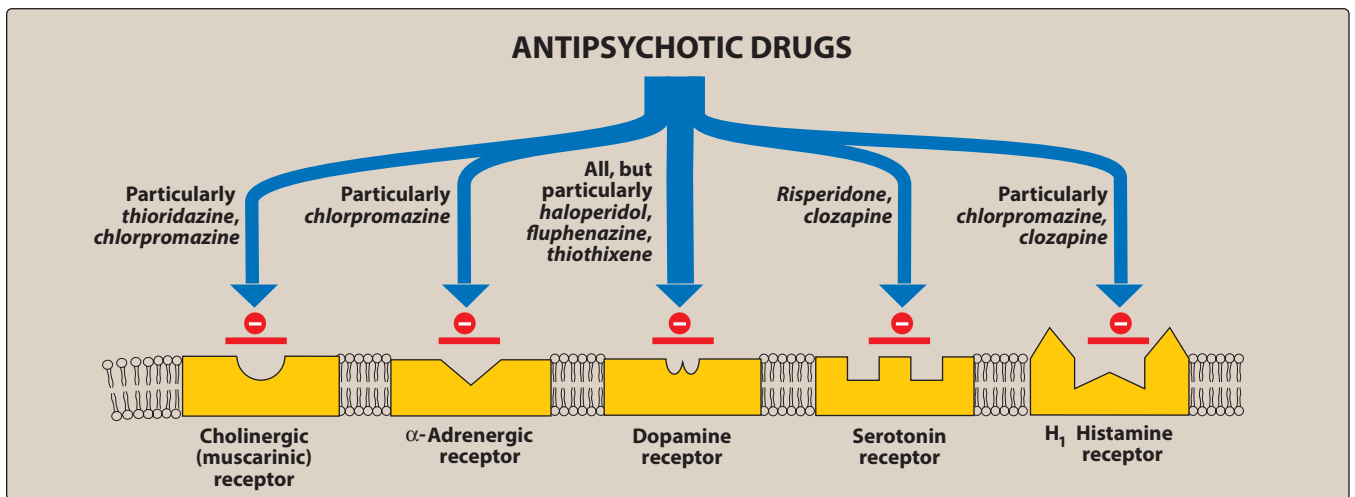 ANTIPSYCHOTIC DRUGS
Particularly
thioridazine,
chlorpromazine
Particularly
chlorpromazine
All, but
particularly
haloperidol,
fluphenazine,
thiothixene
Risperidone,
clozapine
Particularly
chlorpromazine,
clozapine
Cholinergic
(muscarinic)
receptor
α-Adrenergic
receptor
Dopamine
receptor
Serotonin
receptor
H₁ Histamine
receptor